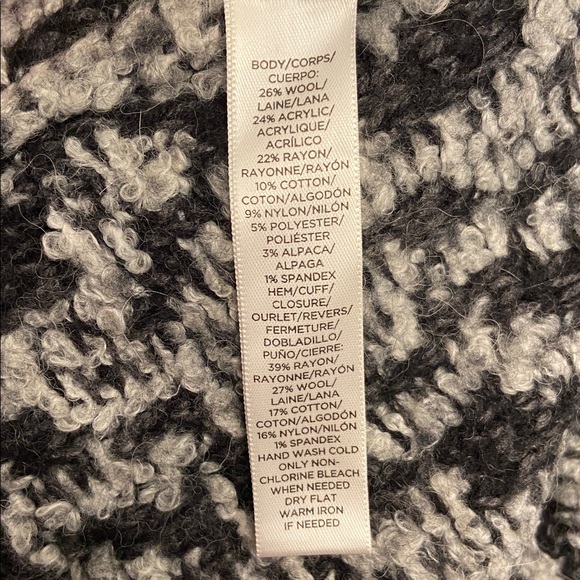 BODY/CORPS/
CUERPO:
26% WOOL/
LAINE/LANA
24% ACRYLIC/
ACRYLIQUE/
ACRÍLICO
22% RAYON/
RAYONNE/RAYÓN
10% COTTON/
COTON/ALGODÓN
9% NYLON/NILÓN
5% POLYESTER/
POLIÉSTER
3% ALPACA/
ALPAGA
1% SPANDEX
HEM/CUFF/
CLOSURE/
OURLET/REVERS/
FERMETURE/
DOBLADILLO/
PUÑO/CIERRE:
39% RAYON/
RAYONNE/RAYÓN
27% WOOL/
LAINE/LANA
17% COTTON/
COTON/ALGODÓN
16% NYLON/NILÓN
1% SPANDEX
HAND WASH COLD
ONLY NON-
CHLORINE BLEACH
WHEN NEEDED
DRY FLAT
WARM IRON
IF NEEDED